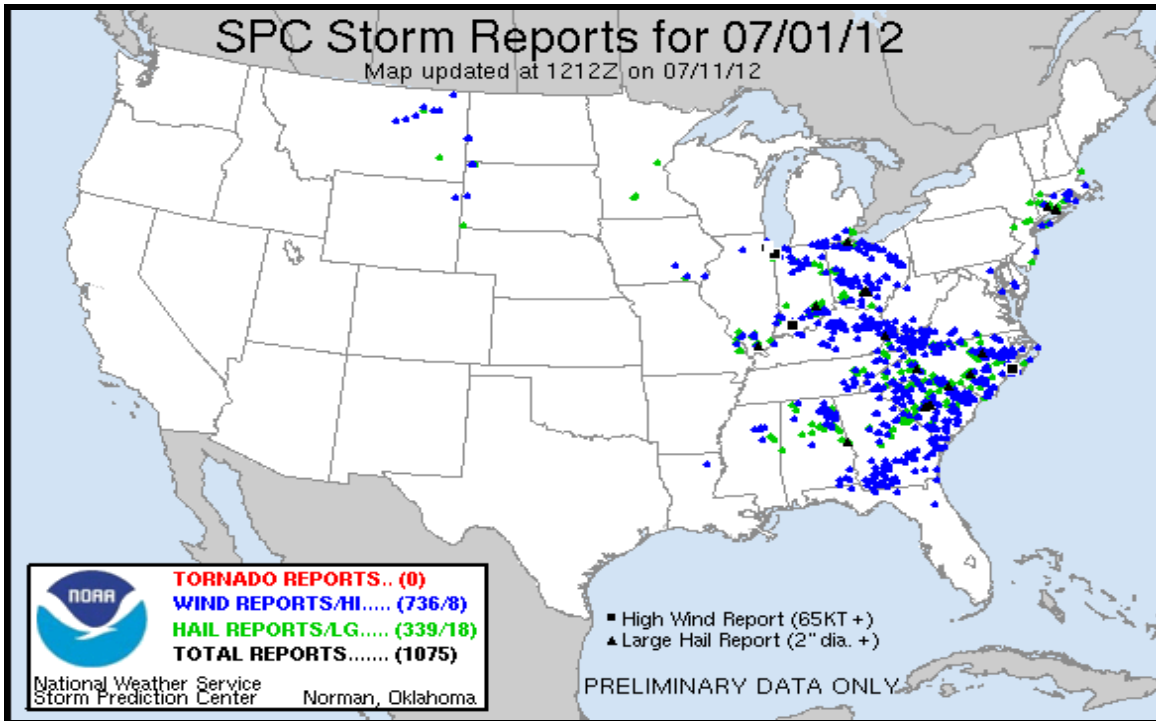 SPC Storm Reports for 07/01/12
Map updated at 1212Z on 07/11/12
NOAA
TORNADO REPORTS.. (0)
WIND REPORTS/HI..... (736/8)
HAIL REPORTS/LG..... (339/18)
TOTAL REPORTS....... (1075)
National Weather Service
Storm Prediction Center Norman, Oklahoma
High Wind Report (65KT +)
Large Hail Report (2" dia. +)
PRELIMINARY DATA ONLY